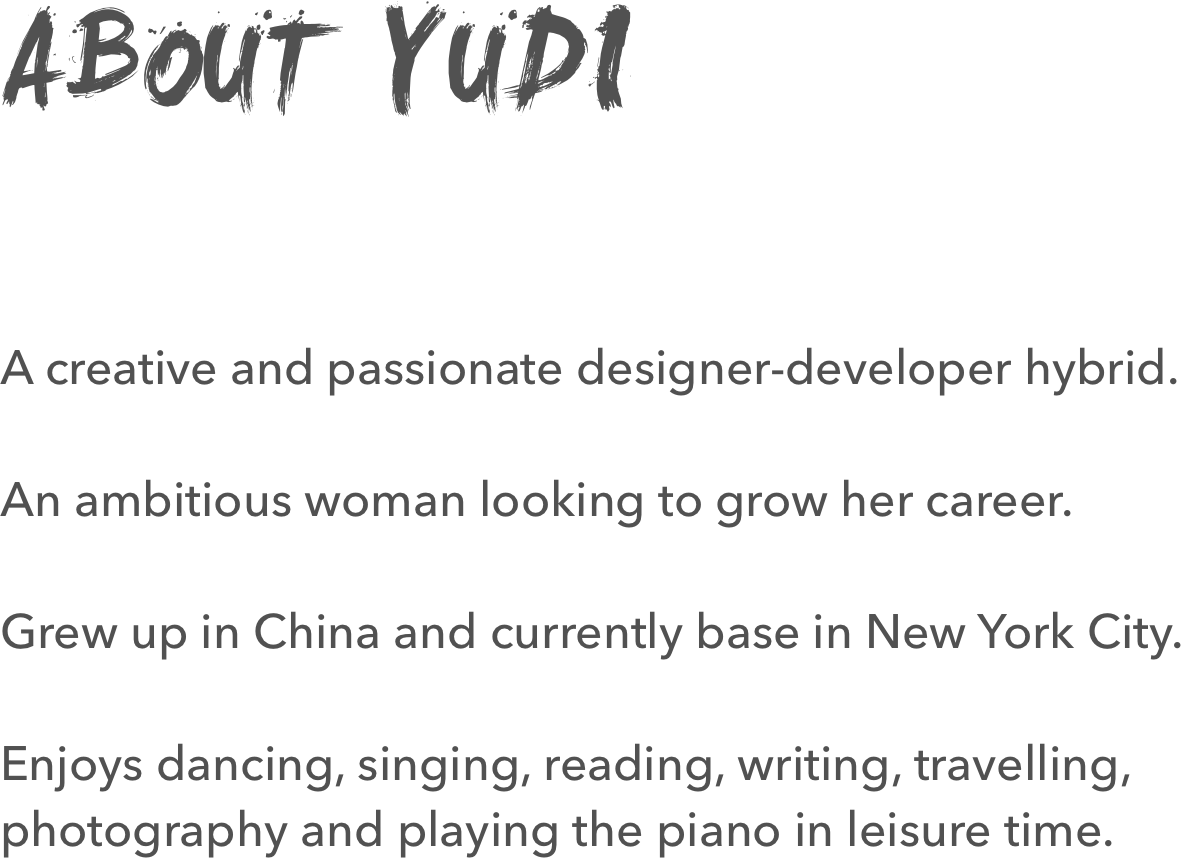 ABOUT YUDI
A creative and passionate designer-developer hybrid.
An ambitious woman looking to grow her career.
Grew up in China and currently base in New York City.
Enjoys dancing, singing, reading, writing, travelling,
photography and playing the piano in leisure time.